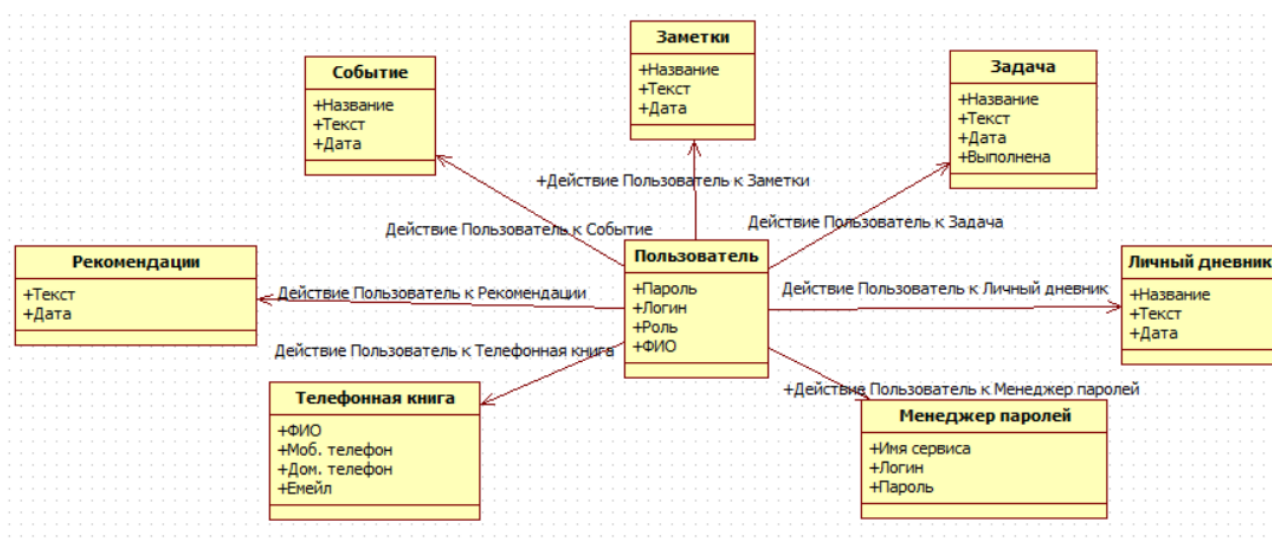 Заметки
+Название
+Текст
+Дата
Событие
+Название
+Текст
+Дата
Задача
+Название
+Текст
+Дата
+Выполнена
+Действие Пользователь к Заметки
Действие Пользователь к Событие
Действие Пользователь к Задача
Рекомендации
+Текст
+Дата
Действие Пользователь к Рекомендации
Пользователь
+Пароль
+Логин
+Роль
+ФИО
Действие Пользователь к Личный дневник
Личный дневник
+Название
+Текст
+Дата
Действие Пользователь к Телефонная книга
Телефонная книга
+ФИО
+Моб. телефон
+Дом. телефон
+Емейл
+Действие Пользователь к Менеджер паролей
Менеджер паролей
+Имя сервиса
+Логин
+Пароль